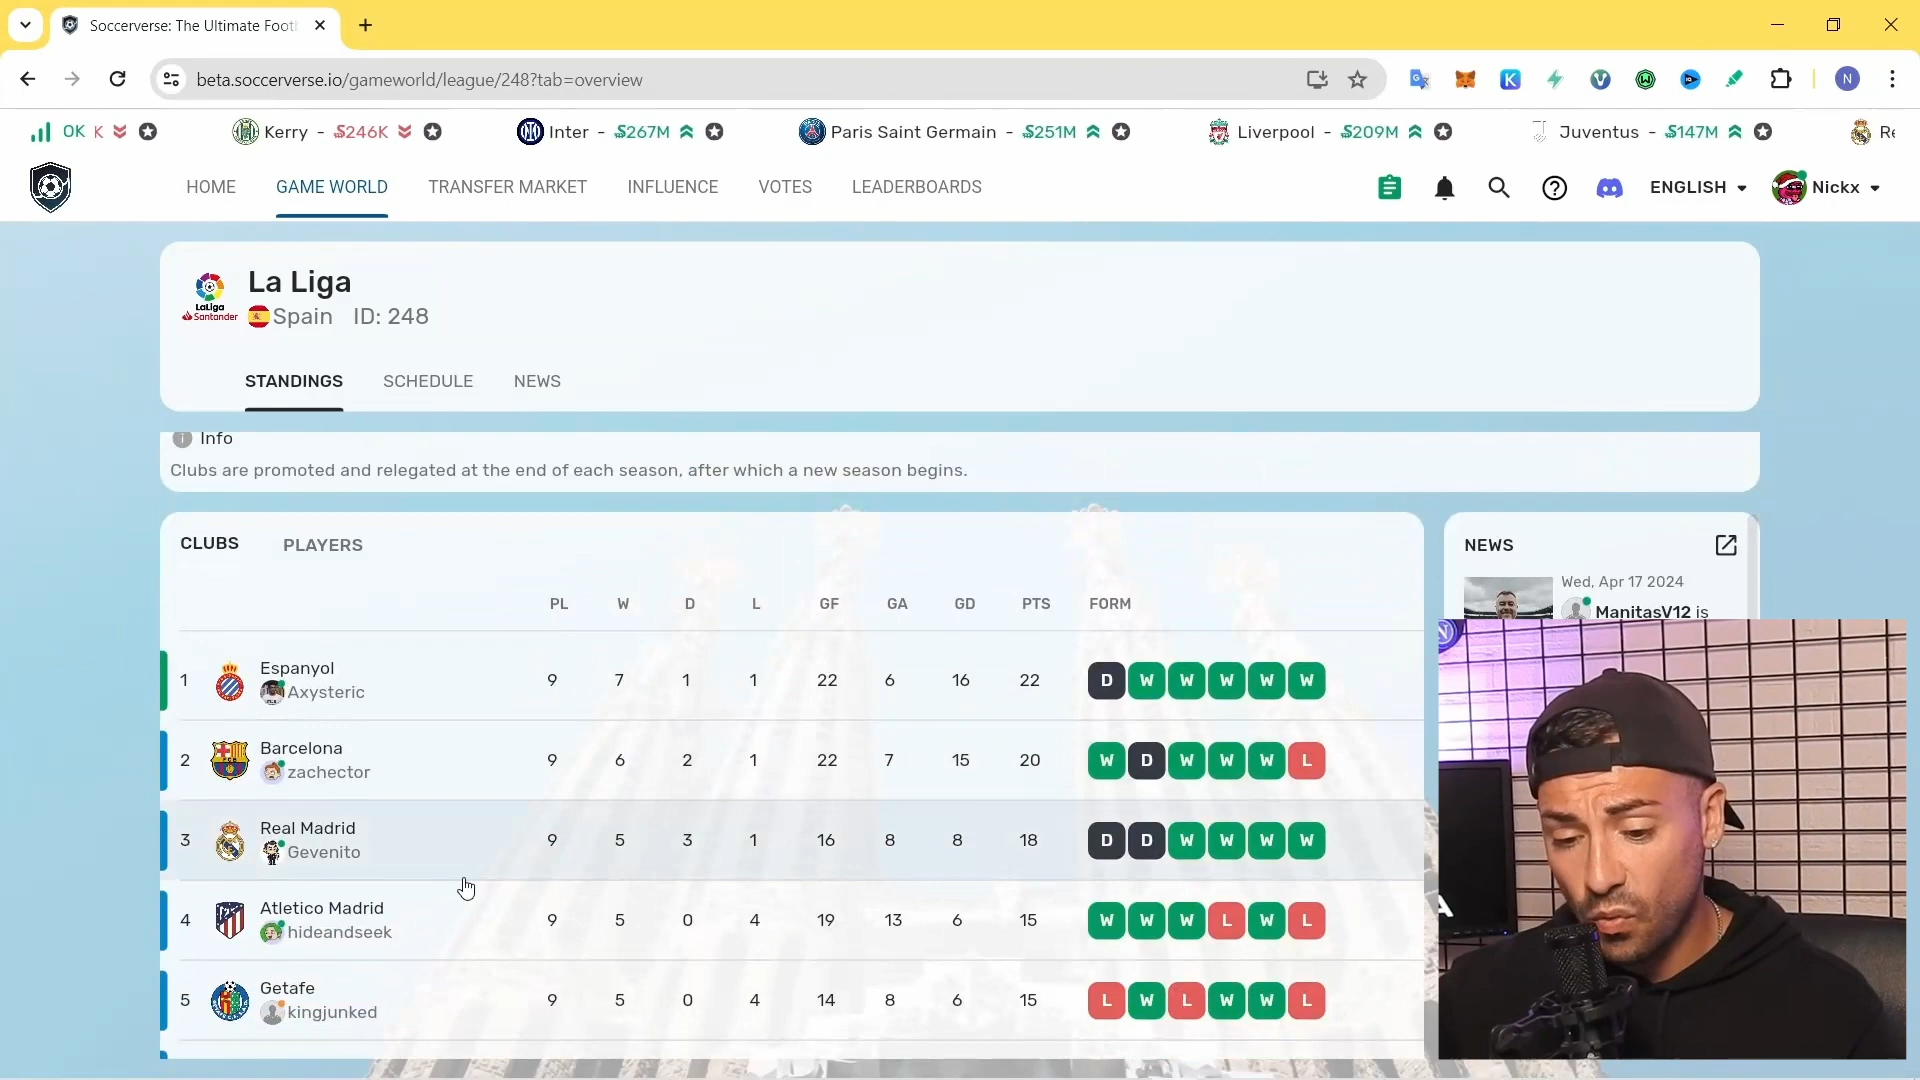 Soccerverse: The Ultimate Foot
beta.soccerverse.io/gameworld/league/248?tab=overview
N
OK K Kerry - $246K Inter - $267M Paris Saint Germain - $251M Liverpool - $209M Juventus - $147M Re
HOME GAME WORLD TRANSFER MARKET INFLUENCE VOTES LEADERBOARDS ENGLISH Nickx
La Liga
LaLiga
Santander
Spain ID: 248
STANDINGS SCHEDULE NEWS
Info
Clubs are promoted and relegated at the end of each season, after which a new season begins.
CLUBS PLAYERS
PL W D L GF GA GD PTS FORM
1 Espanyol 9 7 1 1 22 6 16 22 D W W W W W
Axysteric
2 Barcelona 9 6 2 1 22 7 15 20 W D W W W L
zachector
3 Real Madrid 9 5 3 1 16 8 8 18 D D W W W W
Gevenito
4 Atletico Madrid 9 5 0 4 19 13 6 15 W W W L W L
hideandseek
5 Getafe 9 5 0 4 14 8 6 15 L W L W W L
kingjunked
NEWS
Wed, Apr 17 2024
ManitasV12 is
N
A